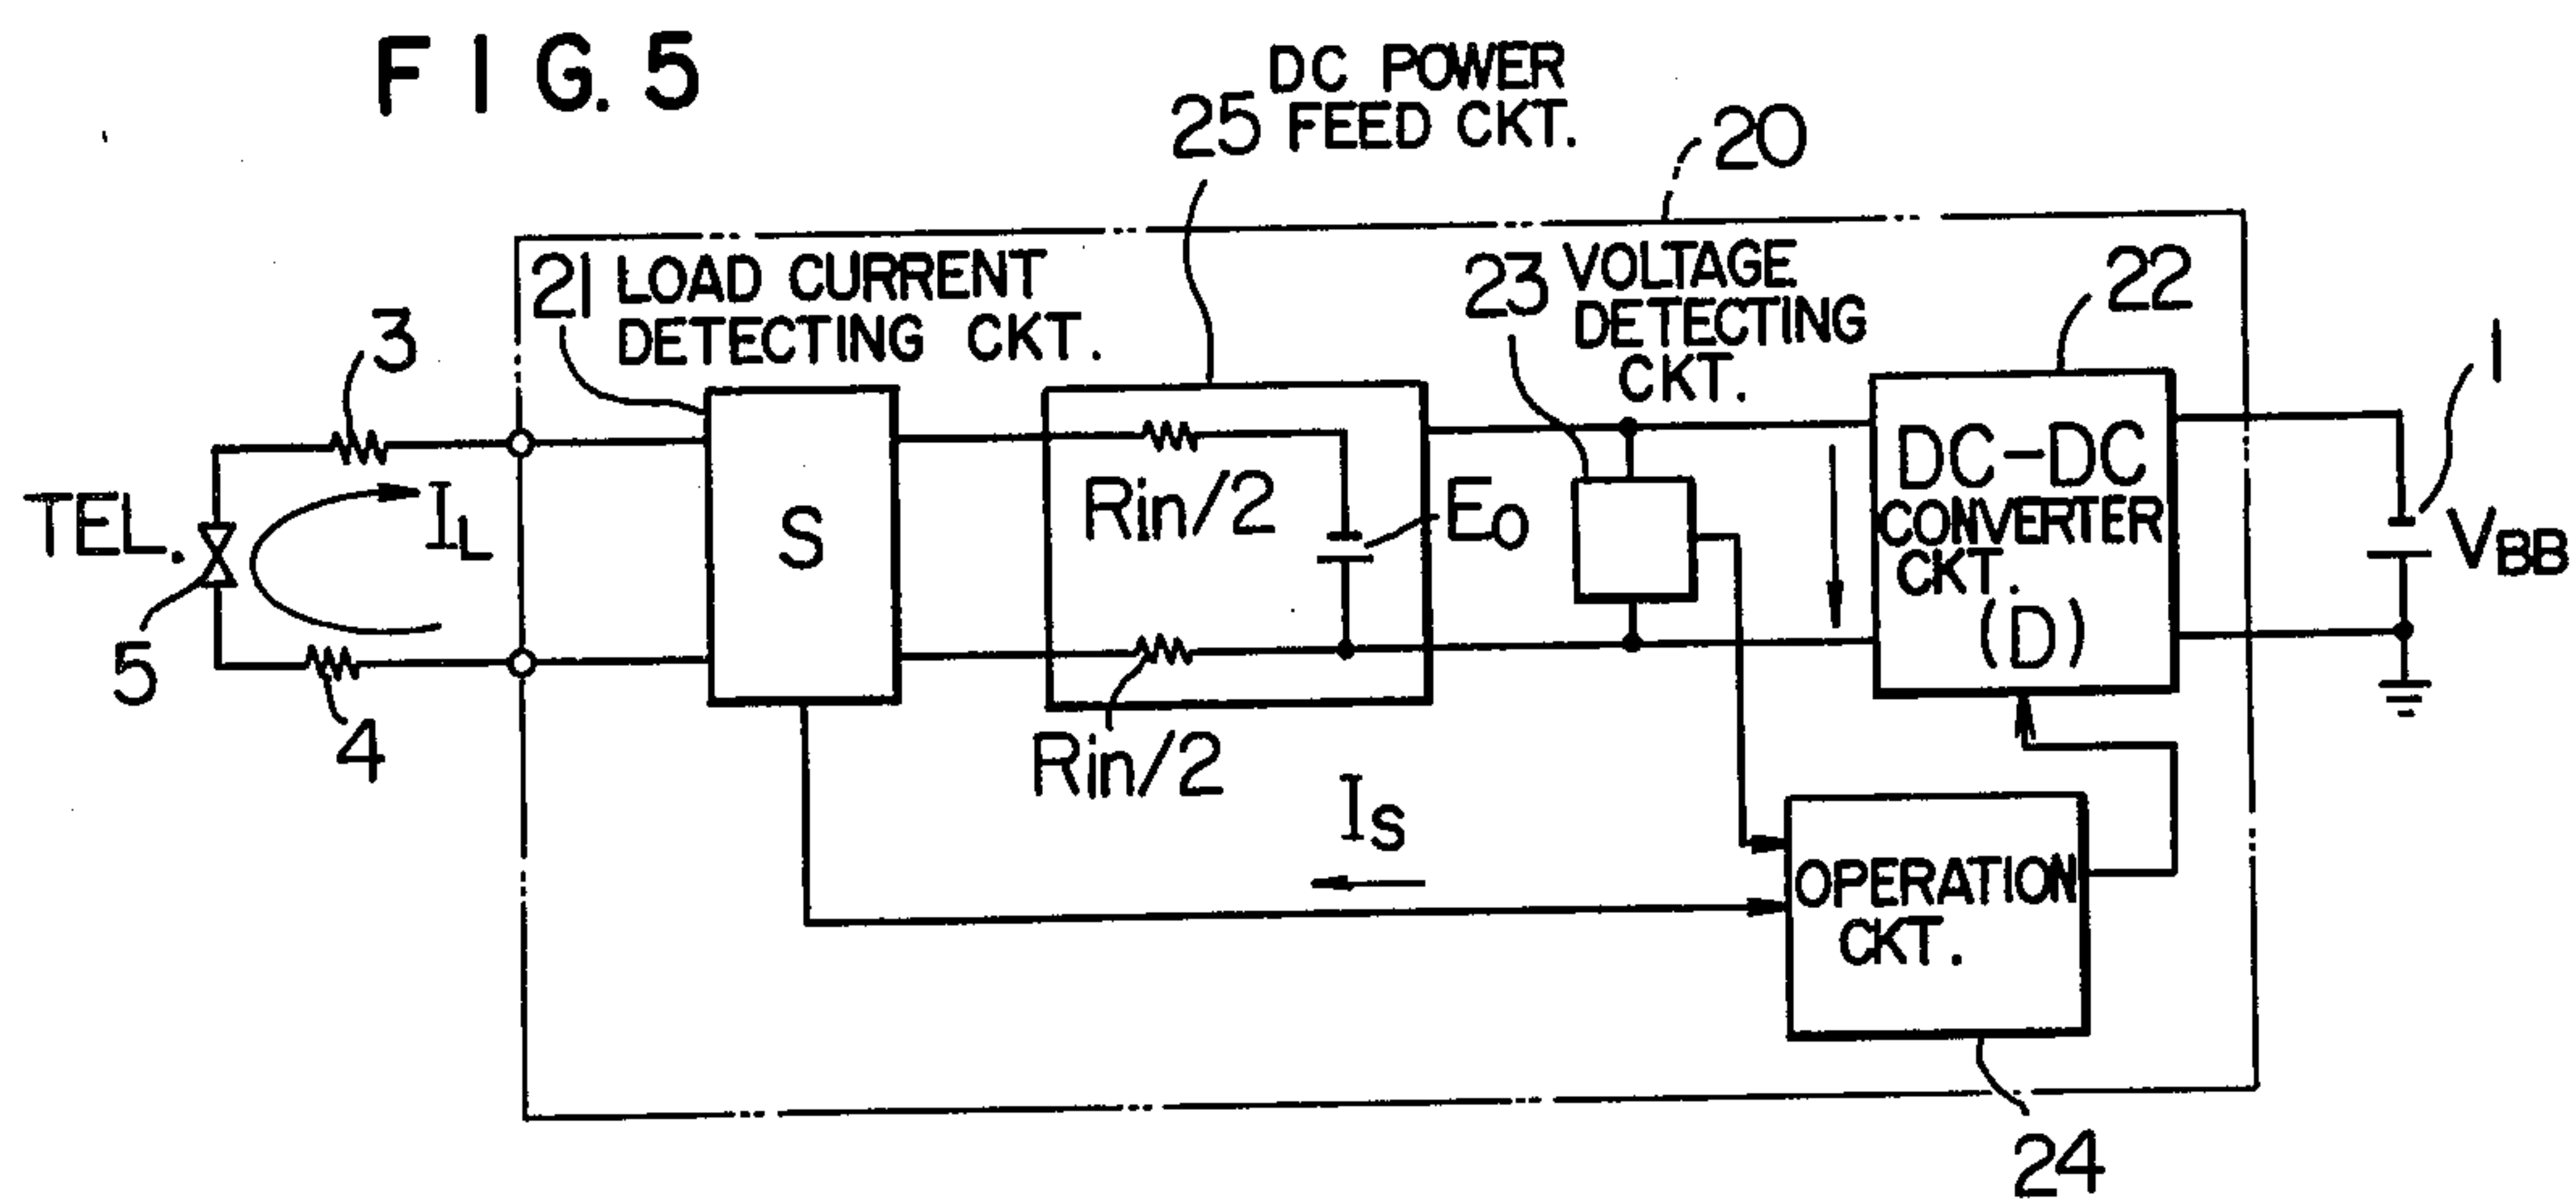 FIG. 5
DC POWER
25 FEED CKT.
20
21 LOAD CURRENT
DETECTING CKT.
23 VOLTAGE
DETECTING
CKT.
22
1
3
TEL.
IL
5
4
S
Rin/2
Eo
Rin/2
DC-DC
CONVERTER
CKT.
(D)
VBB
Is
OPERATION
CKT.
24